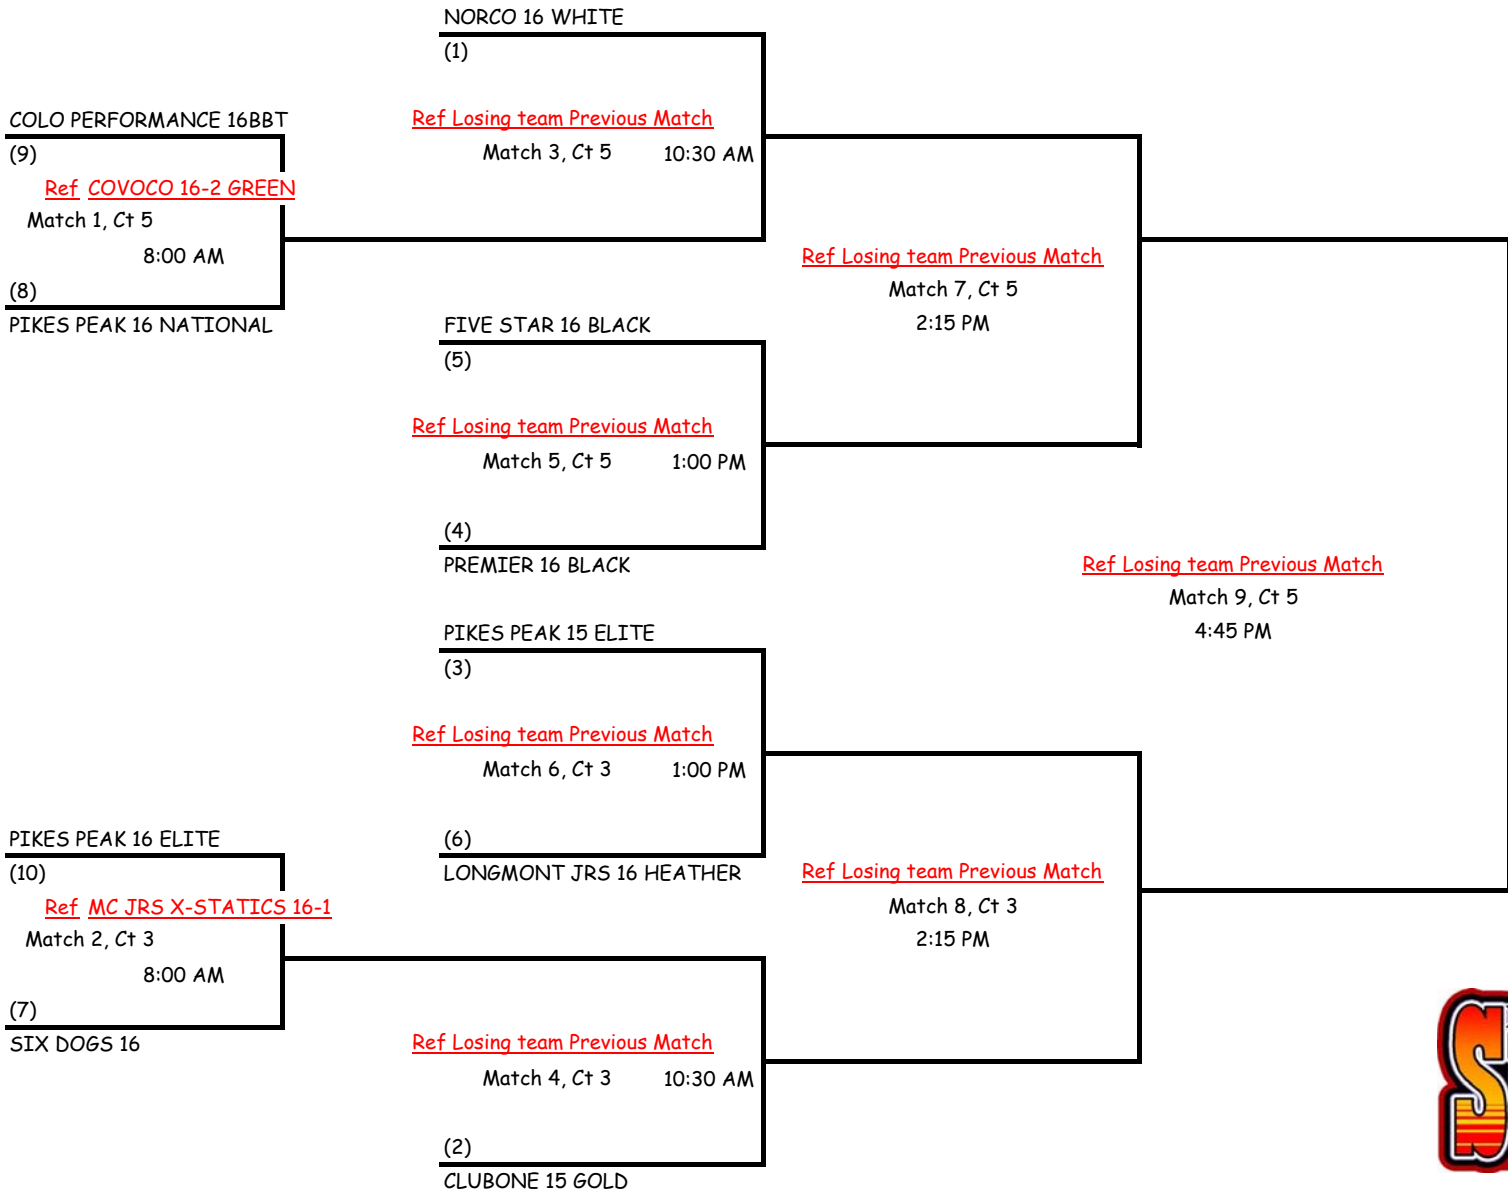 NORCO 16 WHITE
(1)
COLO PERFORMANCE 16BBT
Ref Losing team Previous Match
(9)
Match 3, Ct 5 10:30 AM
Ref COVOCO 16-2 GREEN
Match 1, Ct 5
8:00 AM
Ref Losing team Previous Match
(8)
Match 7, Ct 5
PIKES PEAK 16 NATIONAL
FIVE STAR 16 BLACK
2:15 PM
(5)
Ref Losing team Previous Match
Match 5, Ct 5 1:00 PM
(4)
PREMIER 16 BLACK
Ref Losing team Previous Match
Match 9, Ct 5
PIKES PEAK 15 ELITE
4:45 PM
(3)
Ref Losing team Previous Match
Match 6, Ct 3 1:00 PM
PIKES PEAK 16 ELITE
(6)
(10)
LONGMONT JRS 16 HEATHER
Ref Losing team Previous Match
Ref MC JRS X-STATICS 16-1
Match 8, Ct 3
Match 2, Ct 3
2:15 PM
8:00 AM
(7)
SIX DOGS 16
Ref Losing team Previous Match
Match 4, Ct 3 10:30 AM
(2)
CLUBONE 15 GOLD